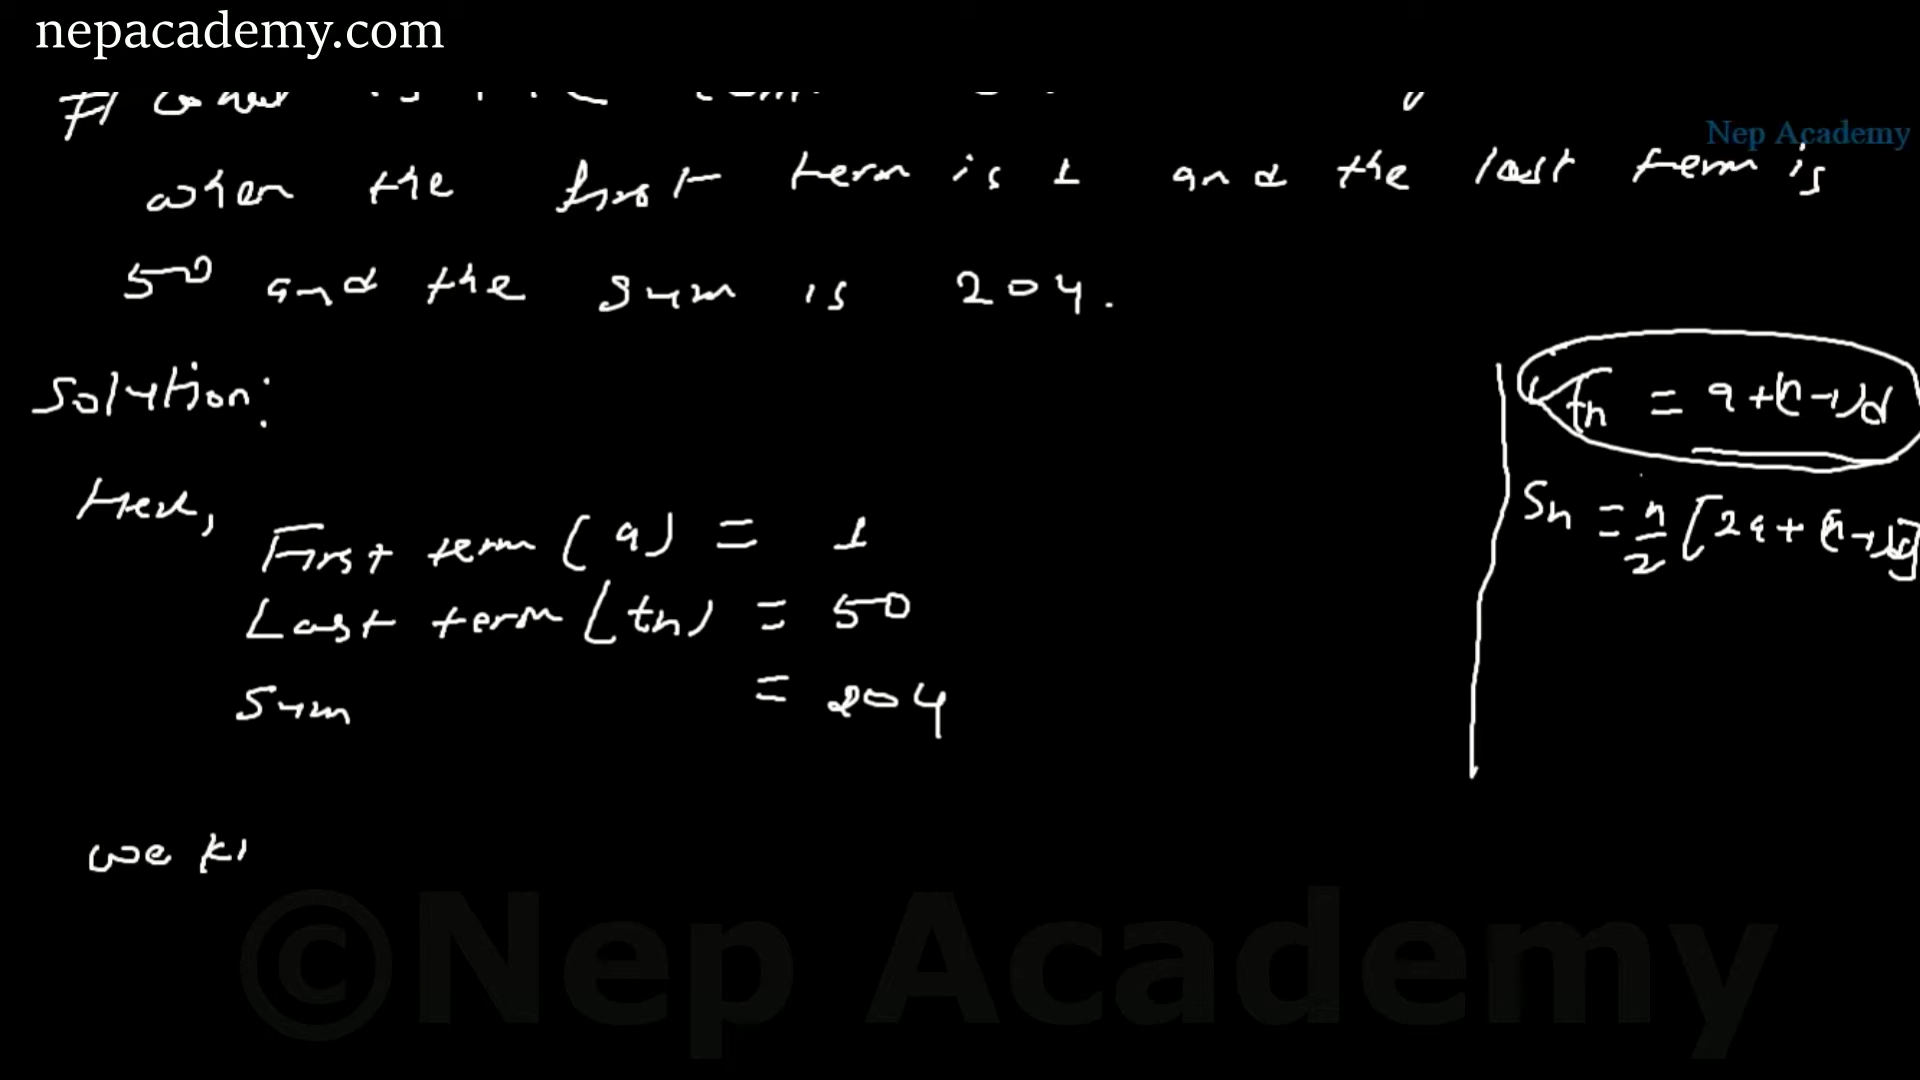 nepacademy.com
Nep Academy
when the first term is 1 and the last term is
50 and the sum is 204.
Solution:
tn = a+(n-1)d
Here,
Sn = n/2 [2a+(n-1)d]
First term (a) = 1
Last term (tn) = 50
Sum = 204
we kn
©Nep Academy